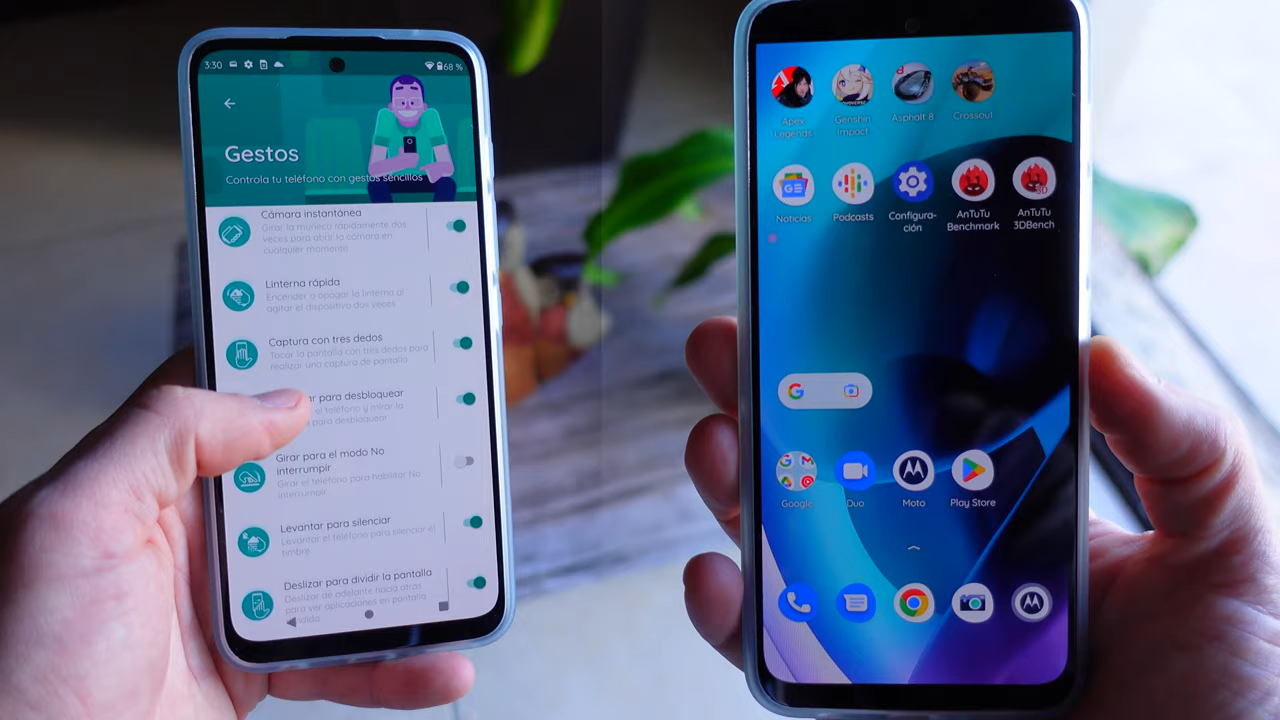 3:30
68 %
Gestos
Controla tu teléfono con gestos sencillos
Cámara instantánea
Girar la muñeca rápidamente dos
veces para abrir la cámara en
cualquier momento
Linterna rápida
Encender o apagar la linterna al
agitar el dispositivo dos veces
Captura con tres dedos
Tocar la pantalla con tres dedos para
realizar una captura de pantalla
ar para desbloquear
el teléfono y mirar la
para desbloquear
Girar para el modo No
interrumpir
Girar el teléfono para habilitar No
interrumpir
Levantar para silenciar
Levantar el teléfono para silenciar el
timbre
Deslizar para dividir la pantalla
Deslizar de adelante hacia atrás
para ver aplicaciones en pantalla
dida
Apex
Legends
Genshin
Impact
Asphalt 8
Crossout
Noticias
Podcasts
Configura-
ción
AnTuTu
Benchmark
3D
AnTuTu
3DBench
G
Google
Duo
Moto
Play Store